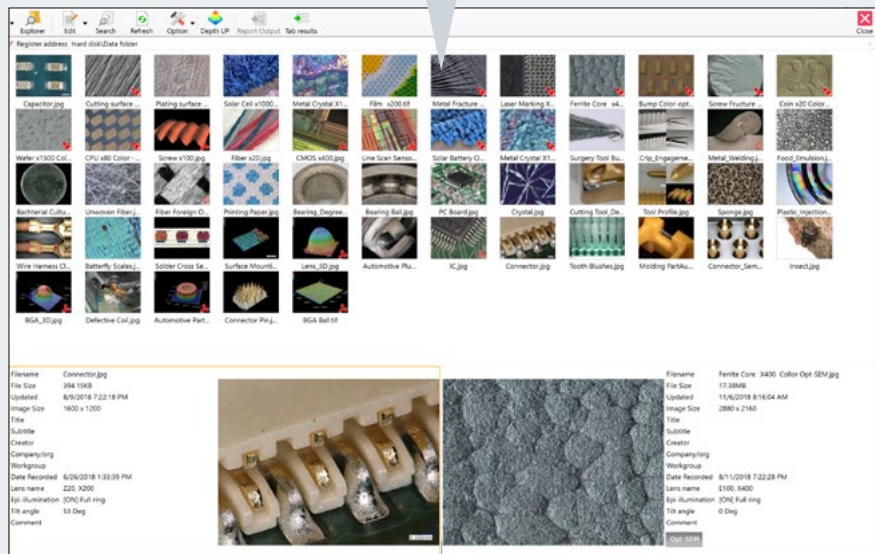 Explorer Edit Search Refresh Option Depth UP Report Output Tab results Close
Register address Hard disk\Data folder
Capacitor.jpg Cutting surface ... Plating surface ... Solar Cell x1000... Metal Crystal X1... Film x200.tif Metal Fracture ... Laser Marking X... Ferrite Core x4... Bump Color-opt... Screw Fructure ... Coin x20 Color...
Wafer x1500 Col... CPU x80 Color-... Screw x100.jpg Fiber x20.jpg CMOS x400.jpg Line Scan Senso... Solar Battery O... Metal Crystal X1... Surgery Tool Bu... Crip_Engageme... Metal_Welding.j... Food_Emulsion.j...
Bachterial Cultu... Unwoven Fiber.j... Fiber Foreign O... Printing Paper.jpg Bearing_Degree... Bearing Ball.jpg PC Board.jpg Crystal.jpg Cutting Tool_De... Tool Profile.jpg Sponge.jpg Plastic_Injection...
Wire Harness Cl... Batterfly Scales.j... Solder Cross Se... Surface Mounti... Lens_3D.jpg Automotive Plu... IC.jpg Connector.jpg Tooth Blushes.jpg Molding PartAu... Connector_Sem... Insect.jpg
BGA_3D.jpg Defective Coil.jpg Automotive Part... Connector Pin.j... BGA Ball.tif
Filename Connector.jpg
File Size 394.15KB
Updated 8/9/2018 7:22:18 PM
Image Size 1600 x 1200
Title
Subtitle
Creator
Company/org
Workgroup
Date Recorded 6/26/2018 1:33:39 PM
Lens name Z20, X200
Epi illumination [ON] Full ring
Tilt angle 53 Deg
Comment
Filename Ferrite Core X400 Collor Opt-SEM.jpg
File Size 17.38MB
Updated 11/6/2018 8:16:04 AM
Image Size 2880 x 2160
Title
Subtitle
Creator
Company/org
Workgroup
Date Recorded 8/11/2018 7:22:28 PM
Lens name E100, X400
Epi illumination [ON] Full ring
Tilt angle 0 Deg
Comment
Opt-SEM